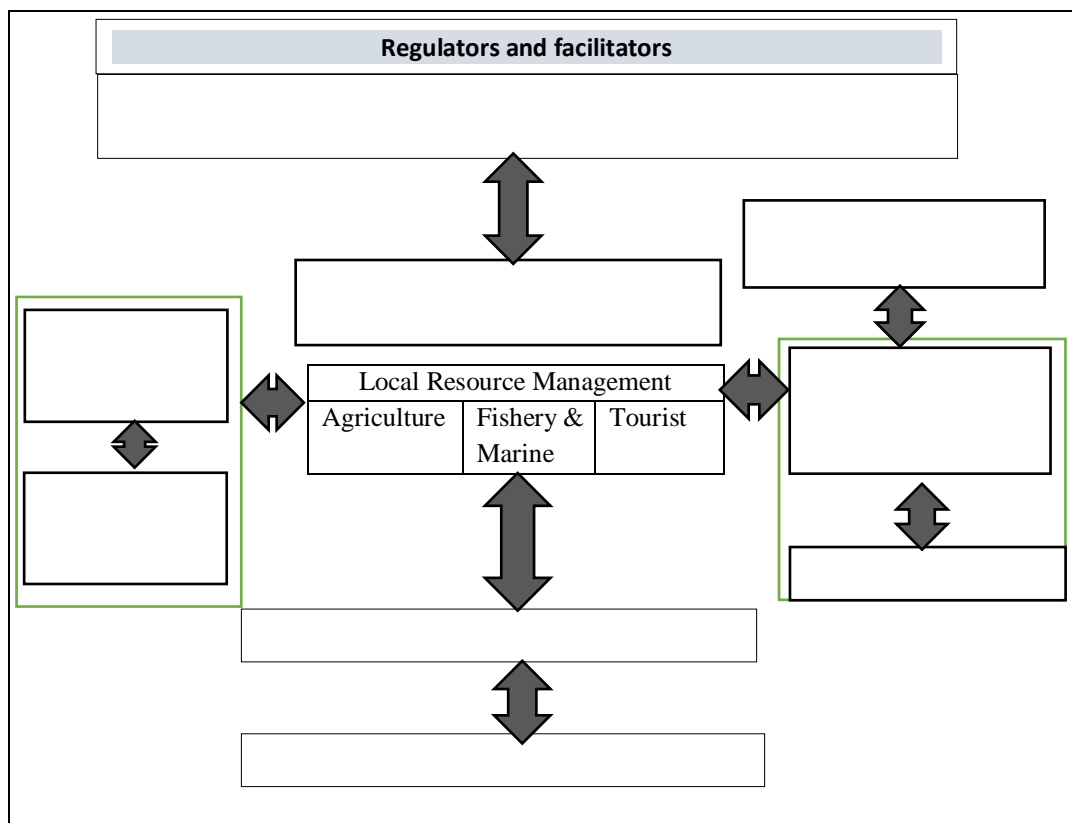 Regulators and facilitators
Local Resource Management
Agriculture
Fishery &
Marine
Tourist